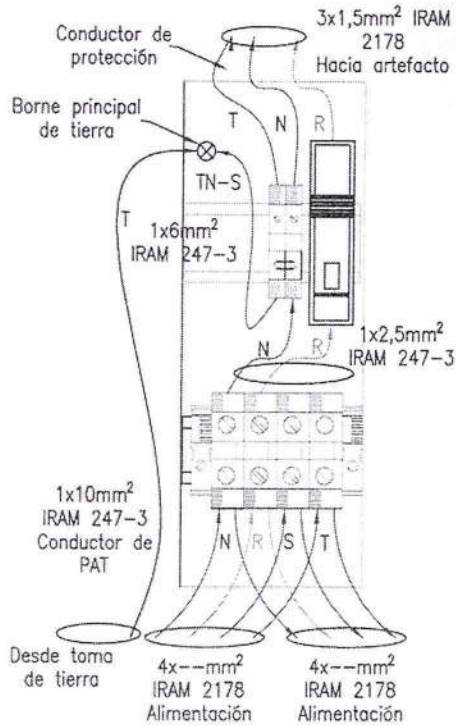 Conductor de
protección
3x1,5mm² IRAM
2178
Hacia artefacto
Borne principal
de tierra
T
N
R
TN-S
T
1x6mm²
IRAM 247-3
N
R
1x2,5mm²
IRAM 247-3
1x10mm²
IRAM 247-3
Conductor de
PAT
N
R
S
T
Desde toma
de tierra
4x--mm²
IRAM 2178
Alimentación
4x--mm²
IRAM 2178
Alimentación